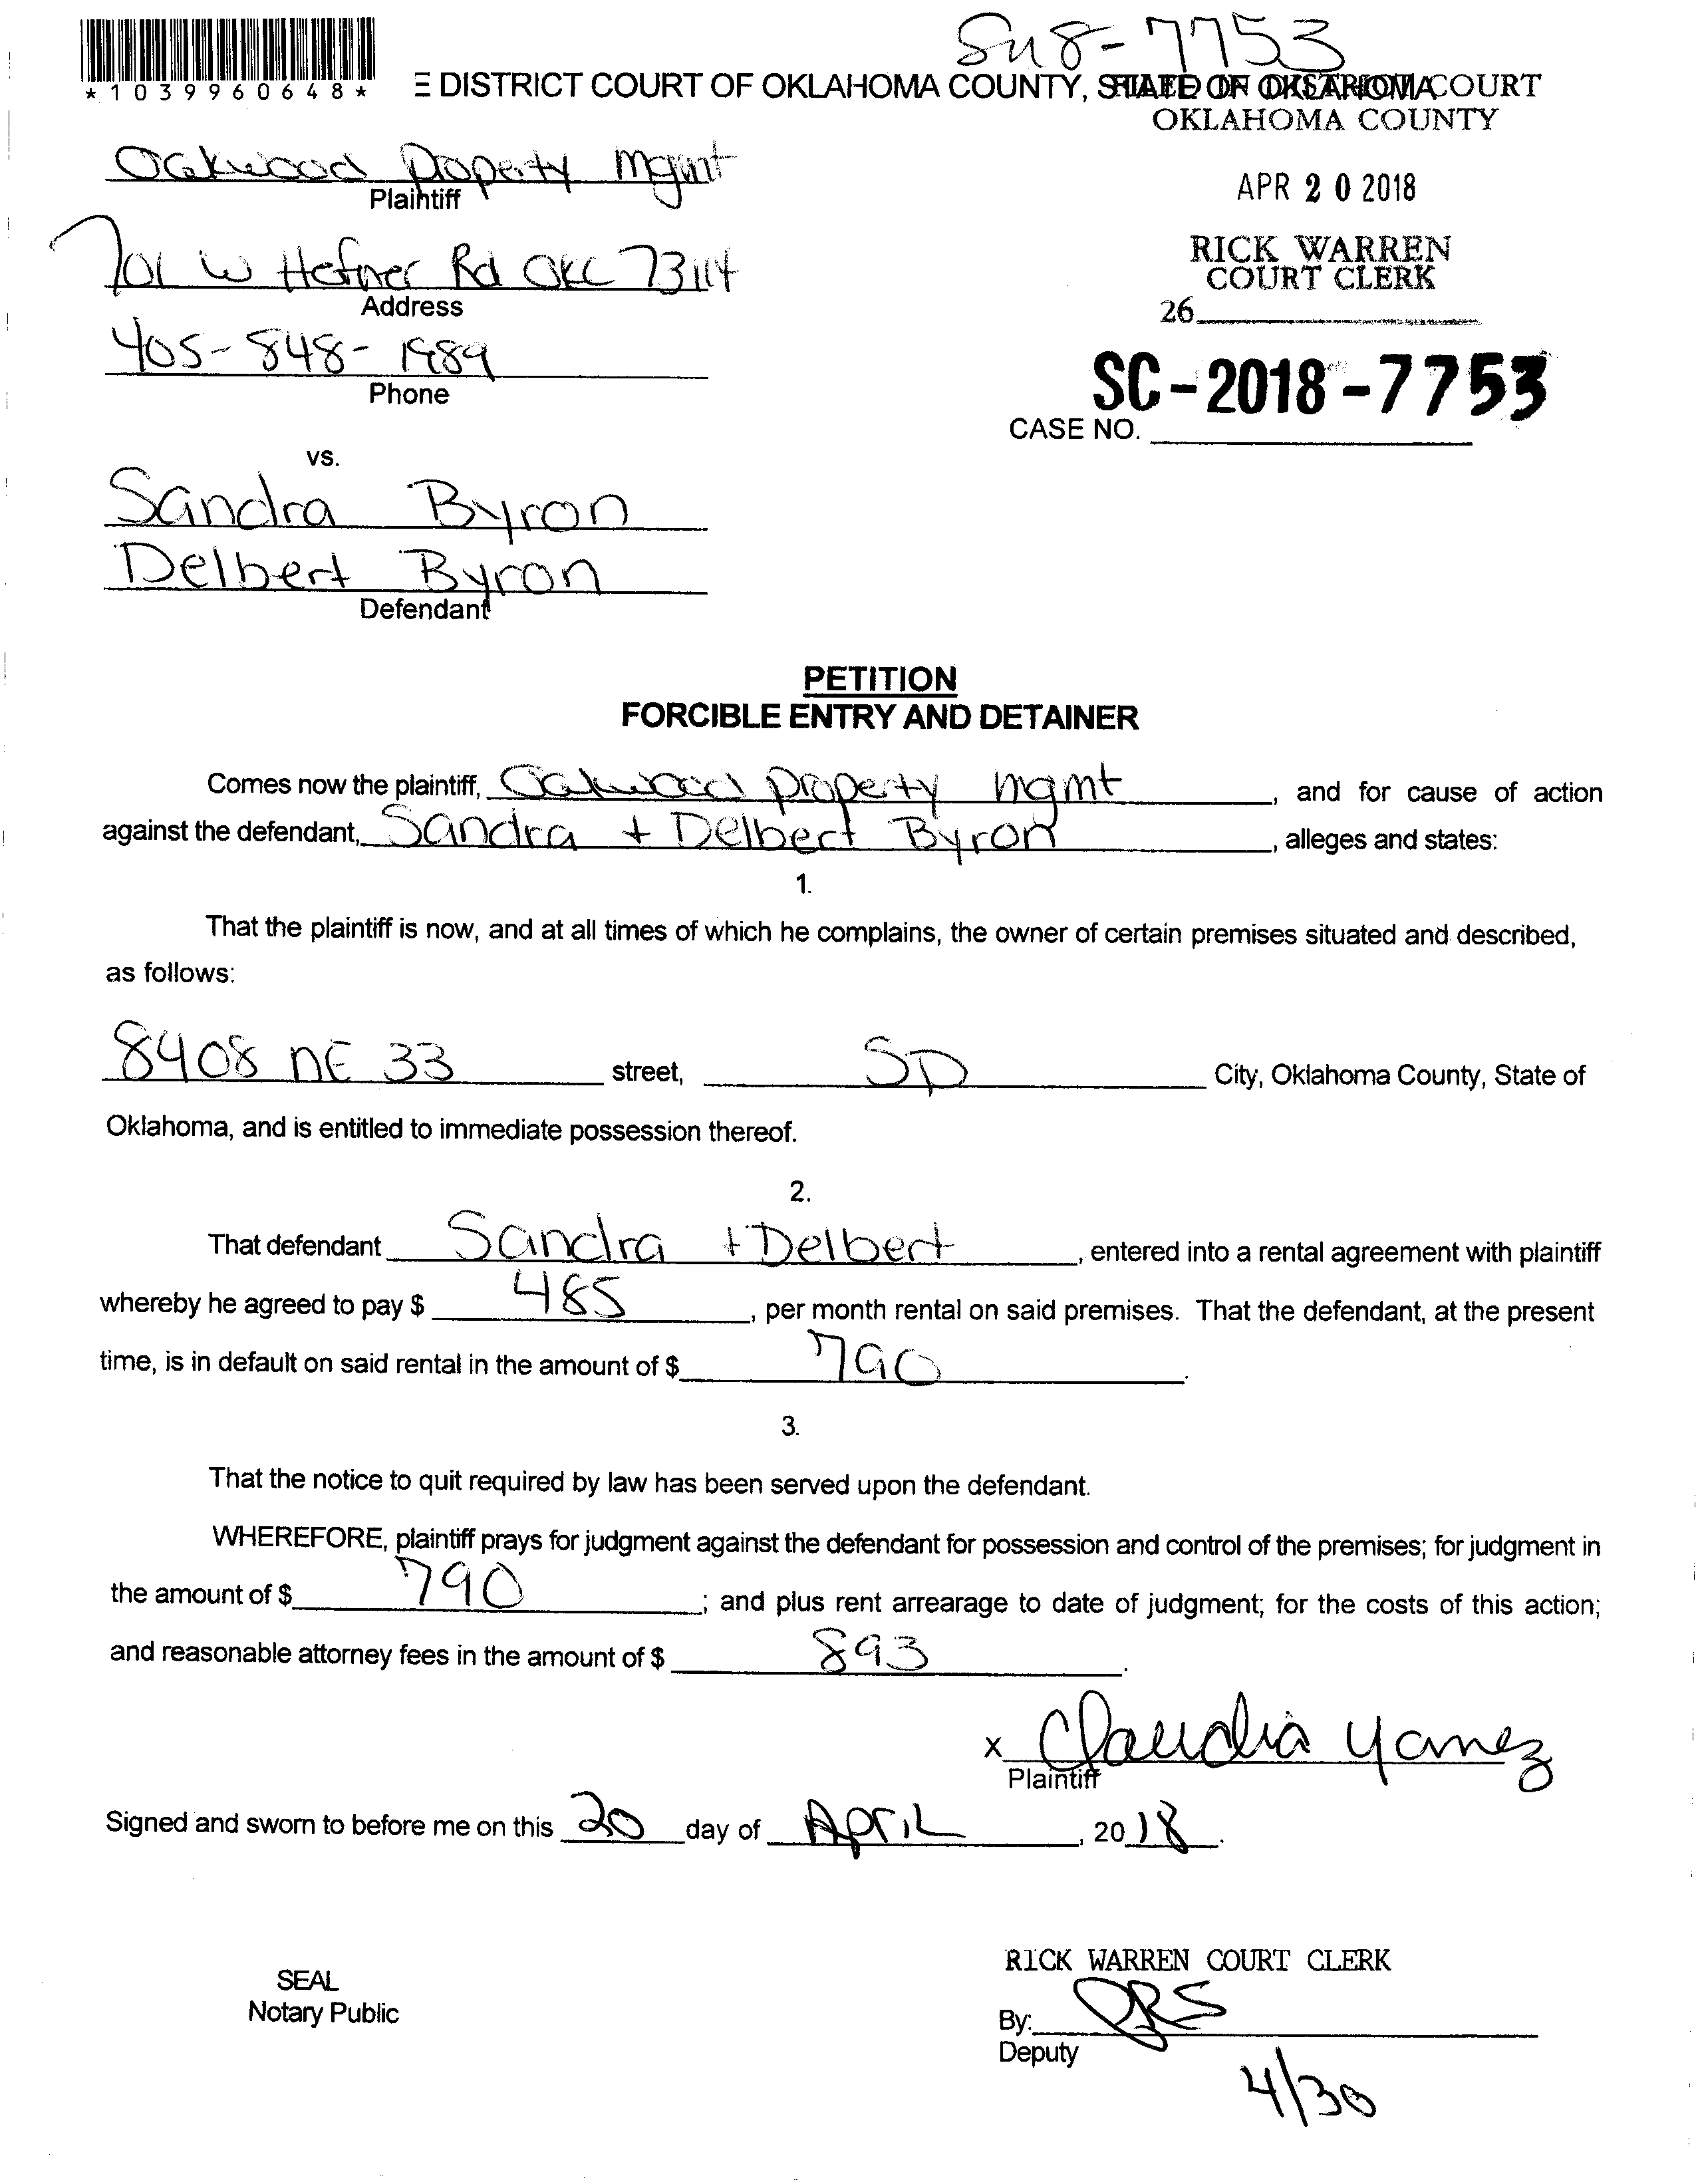 Sm8-7753
*1039960648*
E DISTRICT COURT OF OKLAHOMA COUNTY, STATE OF OKLAHOMA
FILED IN DISTRICT COURT
OKLAHOMA COUNTY
Oakwood Property Mgmt
Plaintiff
APR 20 2018
701 W Hefner Rd OKC 73114
Address
RICK WARREN
COURT CLERK
26
405-848-1989
Phone
SC-2018-7753
CASE NO.
vs.
Sandra Byron
Delbert Byron
Defendant
PETITION
FORCIBLE ENTRY AND DETAINER
Comes now the plaintiff, Oakwood Property mgmt, and for cause of action
against the defendant, Sandra + Delbert Byron, alleges and states:
1.
That the plaintiff is now, and at all times of which he complains, the owner of certain premises situated and described,
as follows:
8408 NE 33 street, SD City, Oklahoma County, State of
Oklahoma, and is entitled to immediate possession thereof.
2.
That defendant Sandra + Delbert, entered into a rental agreement with plaintiff
whereby he agreed to pay $ 485, per month rental on said premises. That the defendant, at the present
time, is in default on said rental in the amount of $ 790.
3.
That the notice to quit required by law has been served upon the defendant.
WHEREFORE, plaintiff prays for judgment against the defendant for possession and control of the premises; for judgment in
the amount of $ 790; and plus rent arrearage to date of judgment; for the costs of this action;
and reasonable attorney fees in the amount of $ 893.
x Claudia Yanez
Plaintiff
Signed and sworn to before me on this 20 day of April, 2018.
RICK WARREN COURT CLERK
SEAL
Notary Public
By:
Deputy
4/30